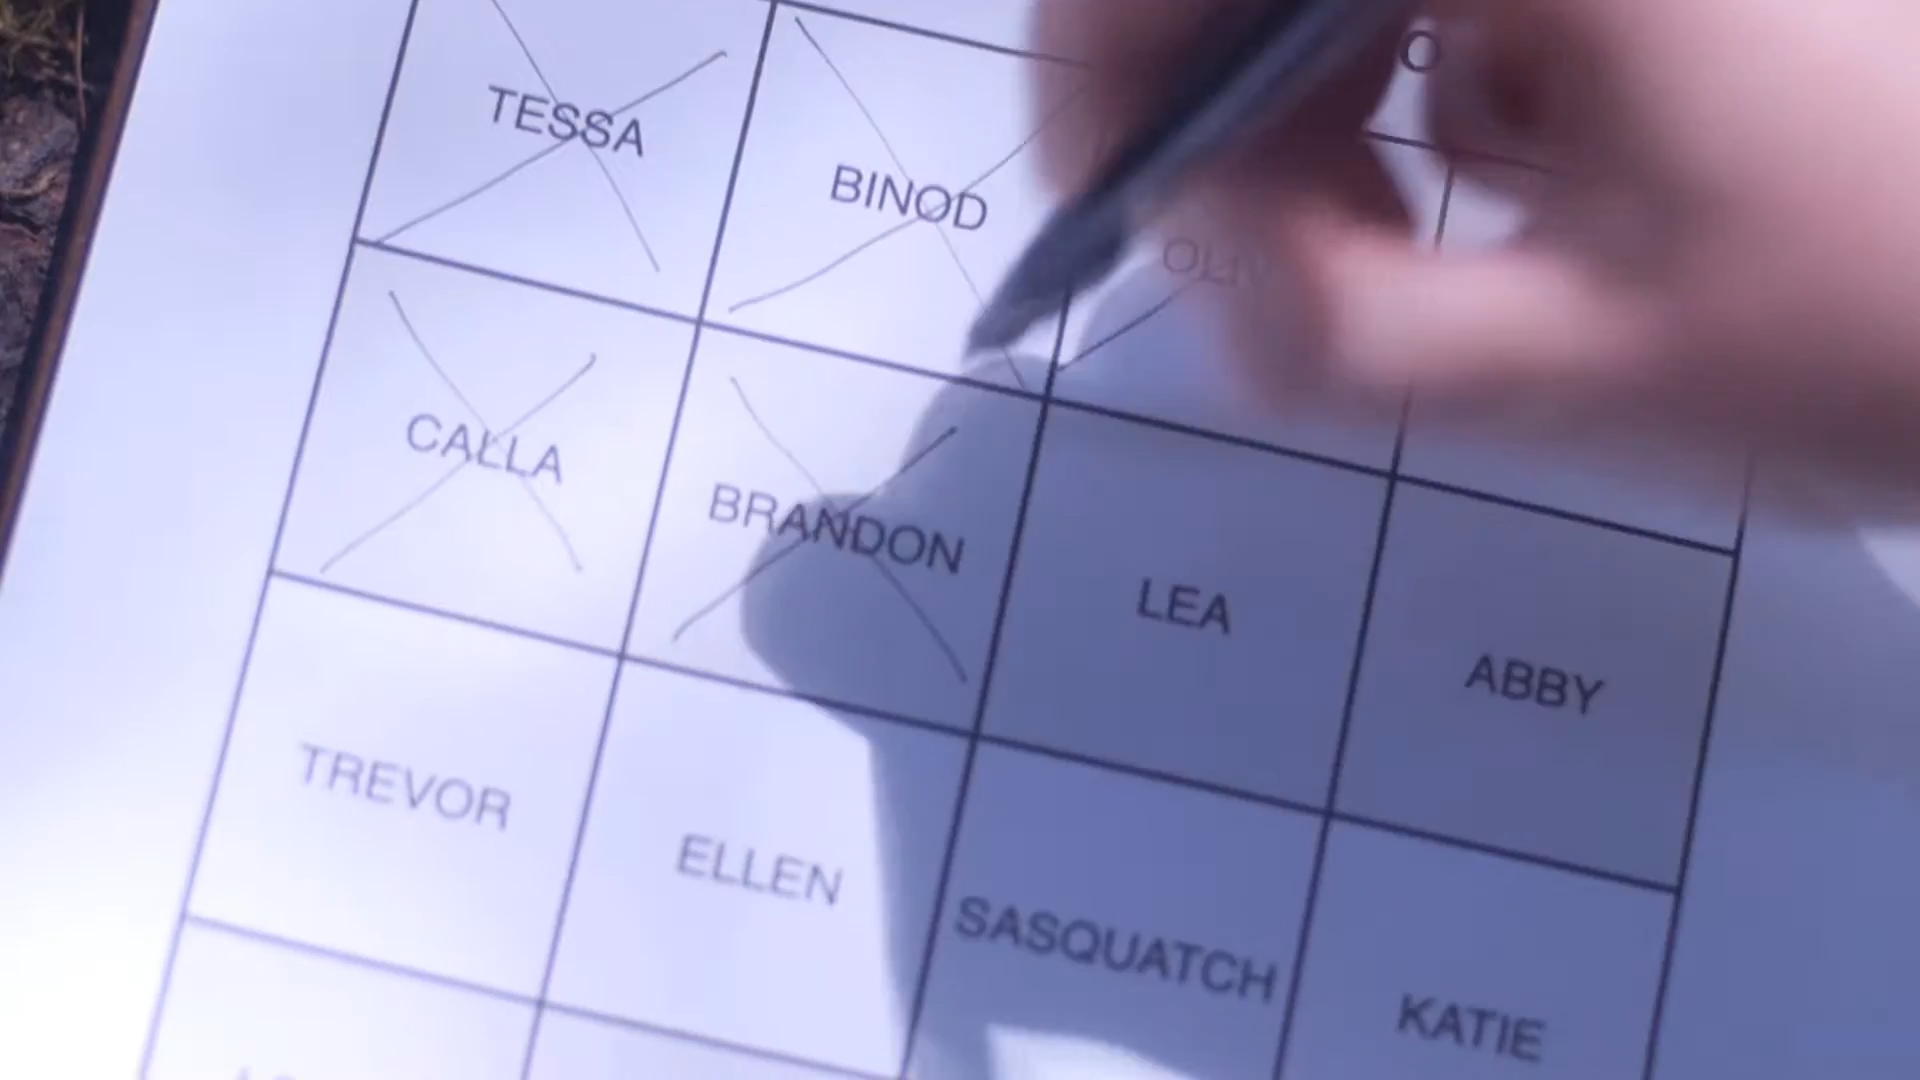 TESSA
BINOD
CALLA
BRANDON
LEA
ABBY
TREVOR
ELLEN
SASQUATCH
KATIE